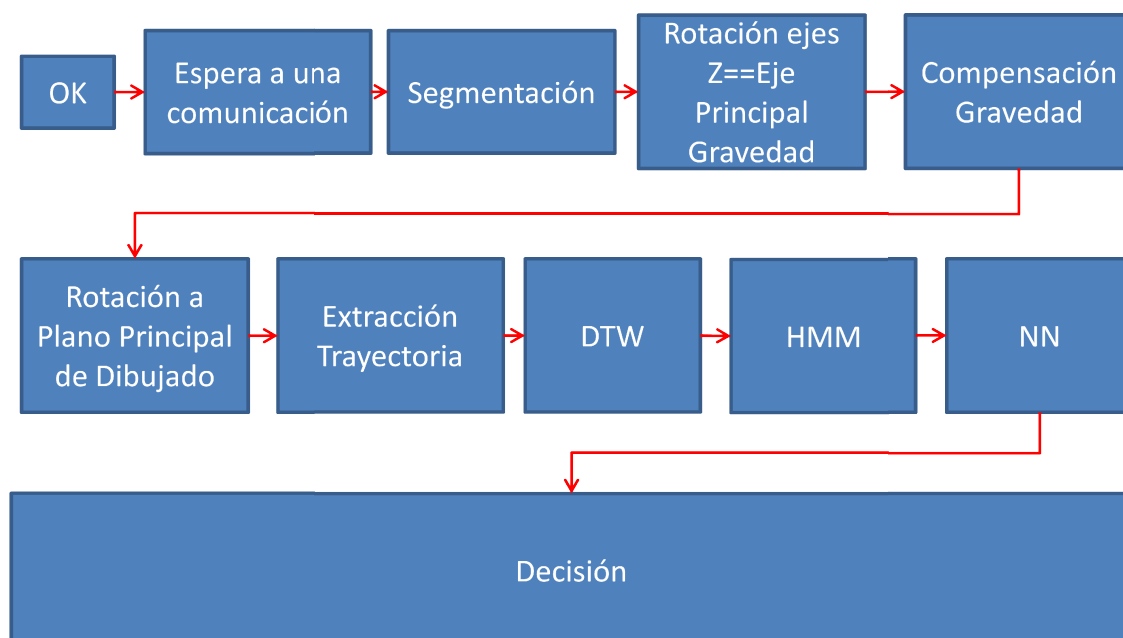 OK
Espera a una
comunicación
Segmentación
Rotación ejes
Z==Eje
Principal
Gravedad
Compensación
Gravedad
Rotación a
Plano Principal
de Dibujado
Extracción
Trayectoria
DTW
HMM
NN
Decisión